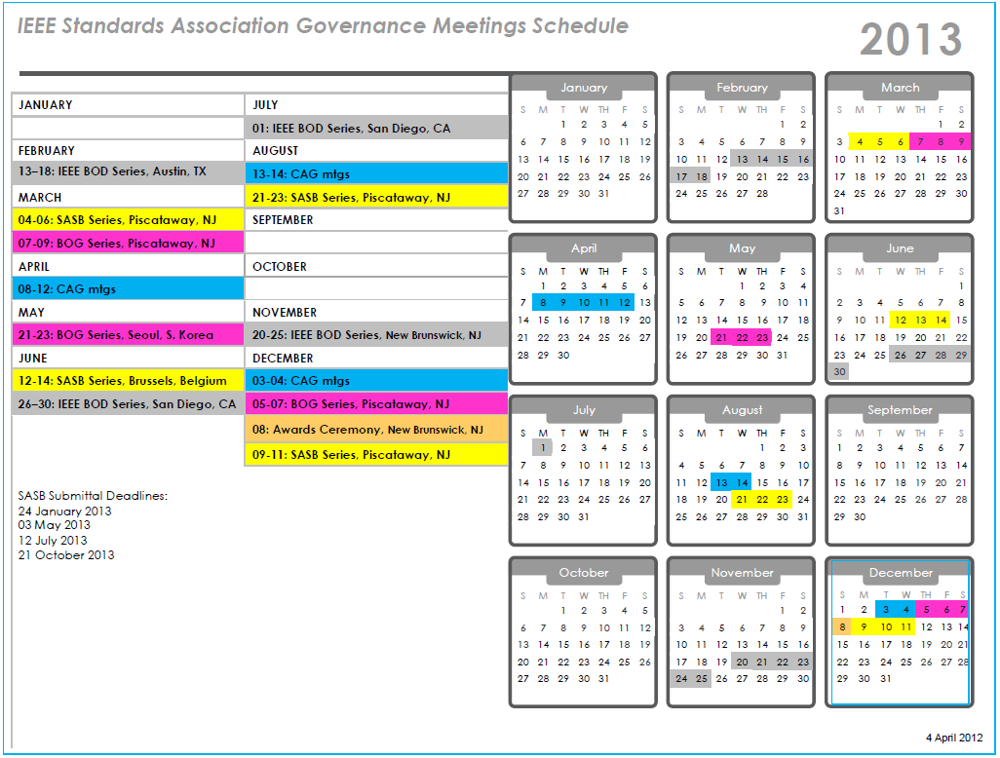 IEEE Standards Association Governance Meetings Schedule
2013
JANUARY
FEBRUARY
13–18: IEEE BOD Series, Austin, TX
MARCH
04-06: SASB Series, Piscataway, NJ
07-09: BOG Series, Piscataway, NJ
APRIL
08-12: CAG mtgs
MAY
21-23: BOG Series, Seoul, S. Korea
JUNE
12-14: SASB Series, Brussels, Belgium
26–30: IEEE BOD Series, San Diego, CA
JULY
01: IEEE BOD Series, San Diego, CA
AUGUST
13-14: CAG mtgs
21-23: SASB Series, Piscataway, NJ
SEPTEMBER
OCTOBER
NOVEMBER
20-25: IEEE BOD Series, New Brunswick, NJ
DECEMBER
03-04: CAG mtgs
05-07: BOG Series, Piscataway, NJ
08: Awards Ceremony, New Brunswick, NJ
09-11: SASB Series, Piscataway, NJ
SASB Submittal Deadlines:
24 January 2013
03 May 2013
12 July 2013
21 October 2013
January
S M T W TH F S
1 2 3 4 5
6 7 8 9 10 11 12
13 14 15 16 17 18 19
20 21 22 23 24 25 26
27 28 29 30 31
February
S M T W TH F S
1 2
3 4 5 6 7 8 9
10 11 12 13 14 15 16
17 18 19 20 21 22 23
24 25 26 27 28
March
S M T W TH F S
1 2
3 4 5 6 7 8 9
10 11 12 13 14 15 16
17 18 19 20 21 22 23
24 25 26 27 28 29 30
31
April
S M T W TH F S
1 2 3 4 5 6
7 8 9 10 11 12 13
14 15 16 17 18 19 20
21 22 23 24 25 26 27
28 29 30
May
S M T W TH F S
1 2 3 4
5 6 7 8 9 10 11
12 13 14 15 16 17 18
19 20 21 22 23 24 25
26 27 28 29 30 31
June
S M T W TH F S
1
2 3 4 5 6 7 8
9 10 11 12 13 14 15
16 17 18 19 20 21 22
23 24 25 26 27 28 29
30
July
S M T W TH F S
1 2 3 4 5 6
7 8 9 10 11 12 13
14 15 16 17 18 19 20
21 22 23 24 25 26 27
28 29 30 31
August
S M T W TH F S
1 2 3
4 5 6 7 8 9 10
11 12 13 14 15 16 17
18 19 20 21 22 23 24
25 26 27 28 29 30 31
September
S M T W TH F S
1 2 3 4 5 6 7
8 9 10 11 12 13 14
15 16 17 18 19 20 21
22 23 24 25 26 27 28
29 30
October
S M T W TH F S
1 2 3 4 5
6 7 8 9 10 11 12
13 14 15 16 17 18 19
20 21 22 23 24 25 26
27 28 29 30 31
November
S M T W TH F S
1 2
3 4 5 6 7 8 9
10 11 12 13 14 15 16
17 18 19 20 21 22 23
24 25 26 27 28 29 30
December
S M T W TH F S
1 2 3 4 5 6 7
8 9 10 11 12 13 14
15 16 17 18 19 20 21
22 23 24 25 26 27 28
29 30 31
4 April 2012